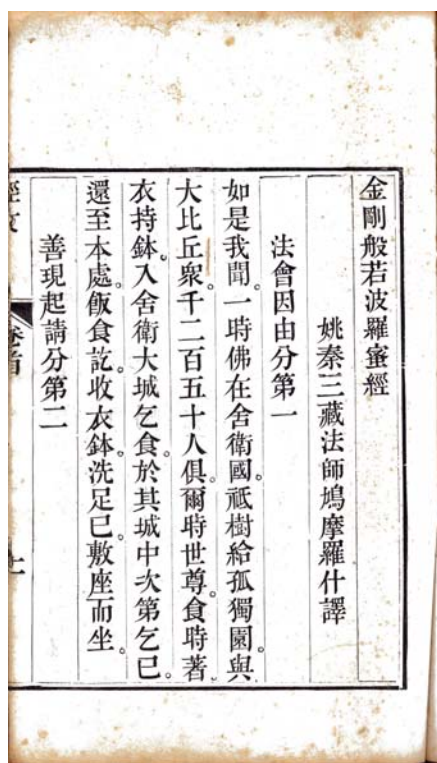 金剛般若波羅蜜經
姚秦三藏法師鳩摩羅什譯
法會因由分第一
如是我聞。一時佛在舍衛國。祗樹給孤獨園與
大比丘衆。千二百五十人俱。爾時世尊。食時著
衣持鉢。入舍衛大城乞食。於其城中次第乞已。
還至本處。飯食訖。收衣鉢。洗足已。敷座而坐。
善現起請分第二